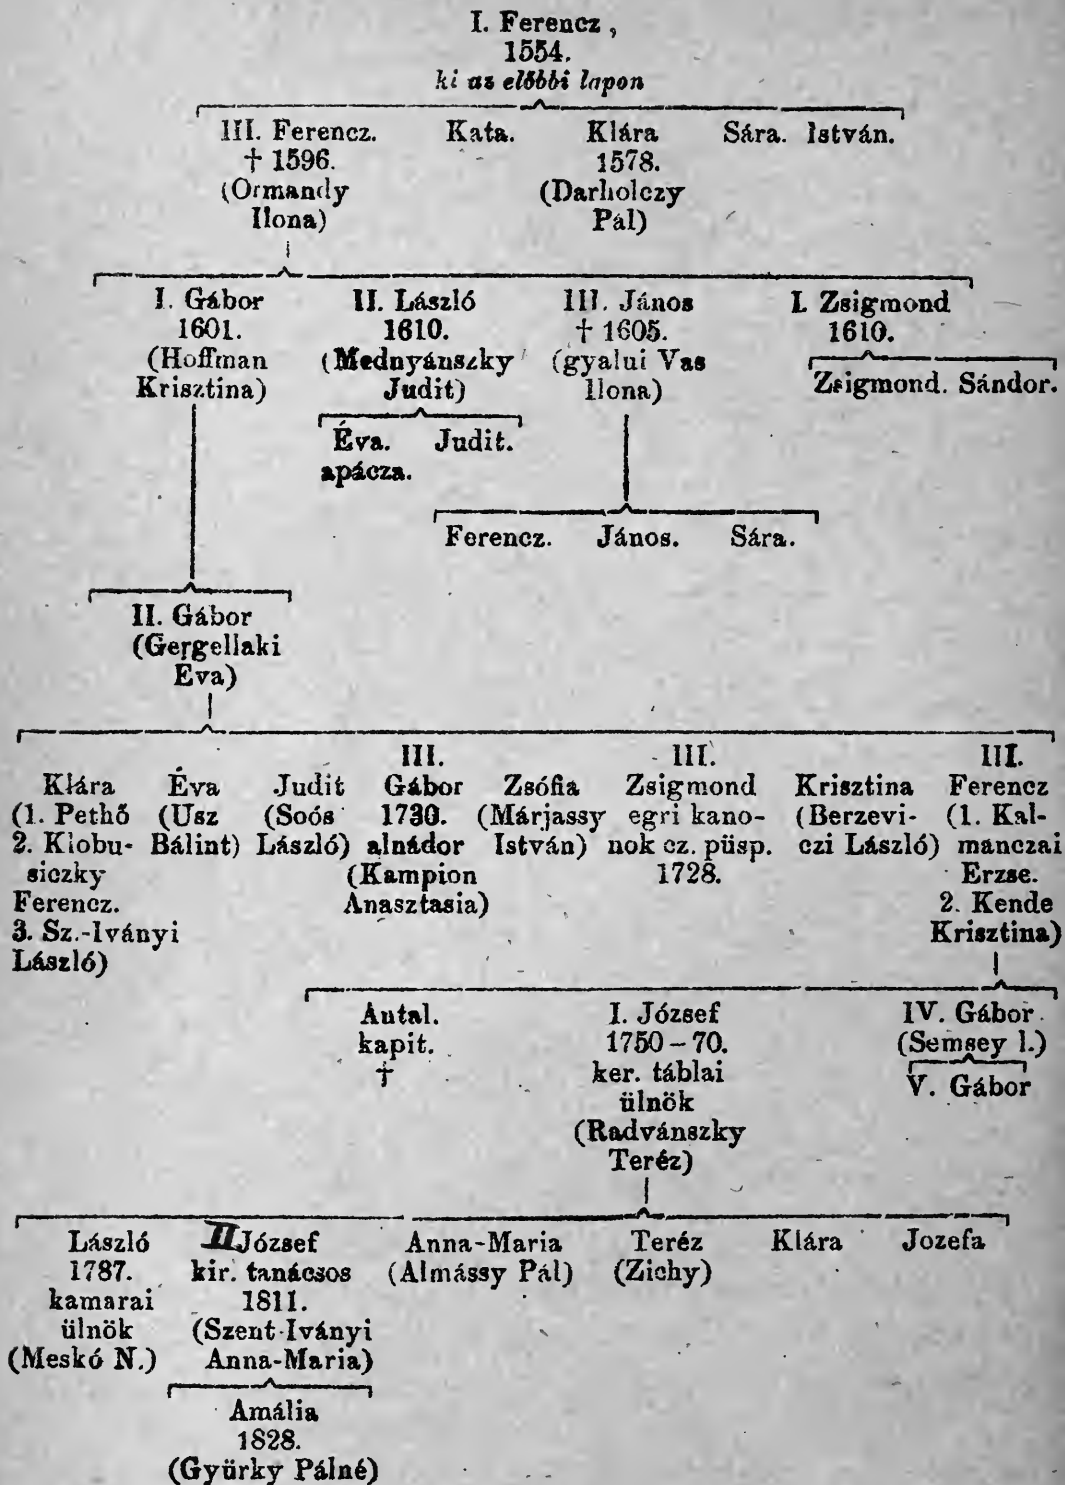 I. Ferencz,
1554.
ki az előbbi lapon
III. Ferencz. Kata. Klára Sára. István.
† 1596. 1578.
(Ormandy (Darholczy
Ilona) Pál)
I. Gábor II. László III. János I. Zsigmond
1601. 1610. † 1605. 1610.
(Hoffman (Mednyánszky (gyalui Vas Zsigmond. Sándor.
Krisztina) Judit) Ilona)
Éva. Judit.
apácza.
Ferencz. János. Sára.
II. Gábor
(Gergellaki
Éva)
III. III. III.
Klára Éva Judit Gábor Zsófia Zsigmond Krisztina Ferencz
(1. Pethő (Usz (Soós 1730. (Márjassy egri kano- (Berzevi- (1. Kal-
2. Klobu- Bálint) László) alnádor István) nok cz. püsp. czi László) manczai
siczky (Kampion 1728. Erzse.
Ferencz. Anasztasia) 2. Kende
3. Sz.-Iványi Krisztina)
László)
Antal. I. József IV. Gábor
kapit. 1750-70. (Semsey I.)
† ker. táblai V. Gábor
ülnök
(Radvánszky
Teréz)
László II József Anna-Maria Teréz Klára Jozefa
1787. kir. tanácsos (Almássy Pál) (Zichy)
kamarai 1811.
ülnök (Szent-Iványi
(Meskó N.) Anna-Maria)
Amália
1828.
(Gyürky Pálné)